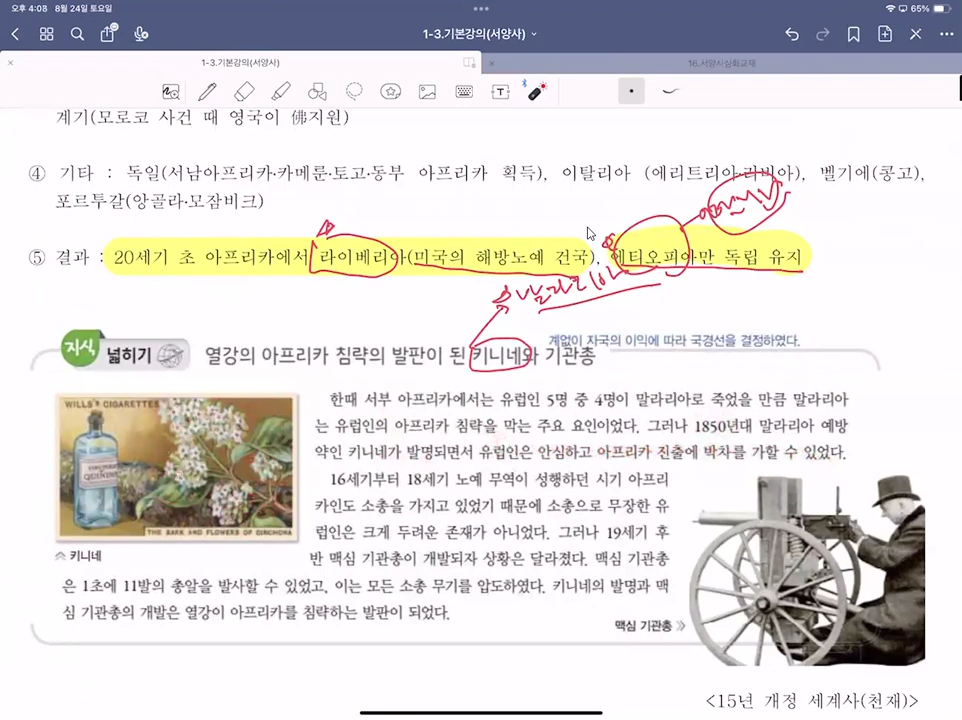 오후 4:08 8월 24일 토요일
65%
1-3.기본강의(서양사)
1-3.기본강의(서양사)
16.서양사심화교재
계기(모로코 사건 때 영국이 佛지원)
④ 기타 : 독일(서남아프리카·카메룬·토고·동부 아프리카 획득), 이탈리아 (에리트리아·리비아), 벨기에(콩고),
포르투갈(앙골라·모잠비크)
⑤ 결과 : 20세기 초 아프리카에서 라이베리아(미국의 해방노예 건국), 에티오피아만 독립 유지
말라리아
지식 넓히기 열강의 아프리카 침략의 발판이 된 키니네와 기관총
계없이 자국의 이익에 따라 국경선을 결정하였다.
WILLS'S CIGARETTES
QUININE
THE BARK AND FLOWERS OF CINCHONA
키니네
한때 서부 아프리카에서는 유럽인 5명 중 4명이 말라리아로 죽었을 만큼 말라리아
는 유럽인의 아프리카 침략을 막는 주요 요인이었다. 그러나 1850년대 말라리아 예방
약인 키니네가 발명되면서 유럽인은 안심하고 아프리카 진출에 박차를 가할 수 있었다.
16세기부터 18세기 노예 무역이 성행하던 시기 아프리
카인도 소총을 가지고 있었기 때문에 소총으로 무장한 유
럽인은 크게 두려운 존재가 아니었다. 그러나 19세기 후
반 맥심 기관총이 개발되자 상황은 달라졌다. 맥심 기관총
은 1초에 11발의 총알을 발사할 수 있었고, 이는 모든 소총 무기를 압도하였다. 키니네의 발명과 맥
심 기관총의 개발은 열강이 아프리카를 침략하는 발판이 되었다.
맥심 기관총
<15년 개정 세계사(천재)>